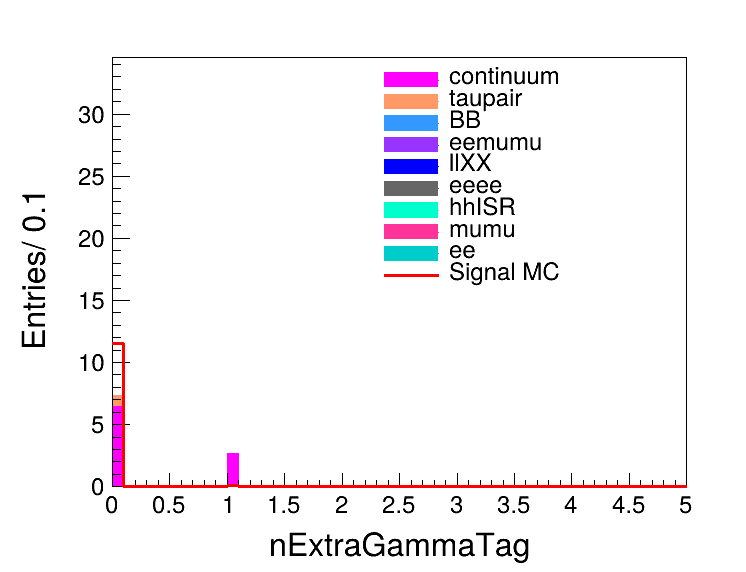 continuum
taupair
BB
eemumu
llXX
eeee
hhISR
mumu
ee
Signal MC
Entries/ 0.1
30
25
20
15
10
5
0
0 0.5 1 1.5 2 2.5 3 3.5 4 4.5 5
nExtraGammaTag